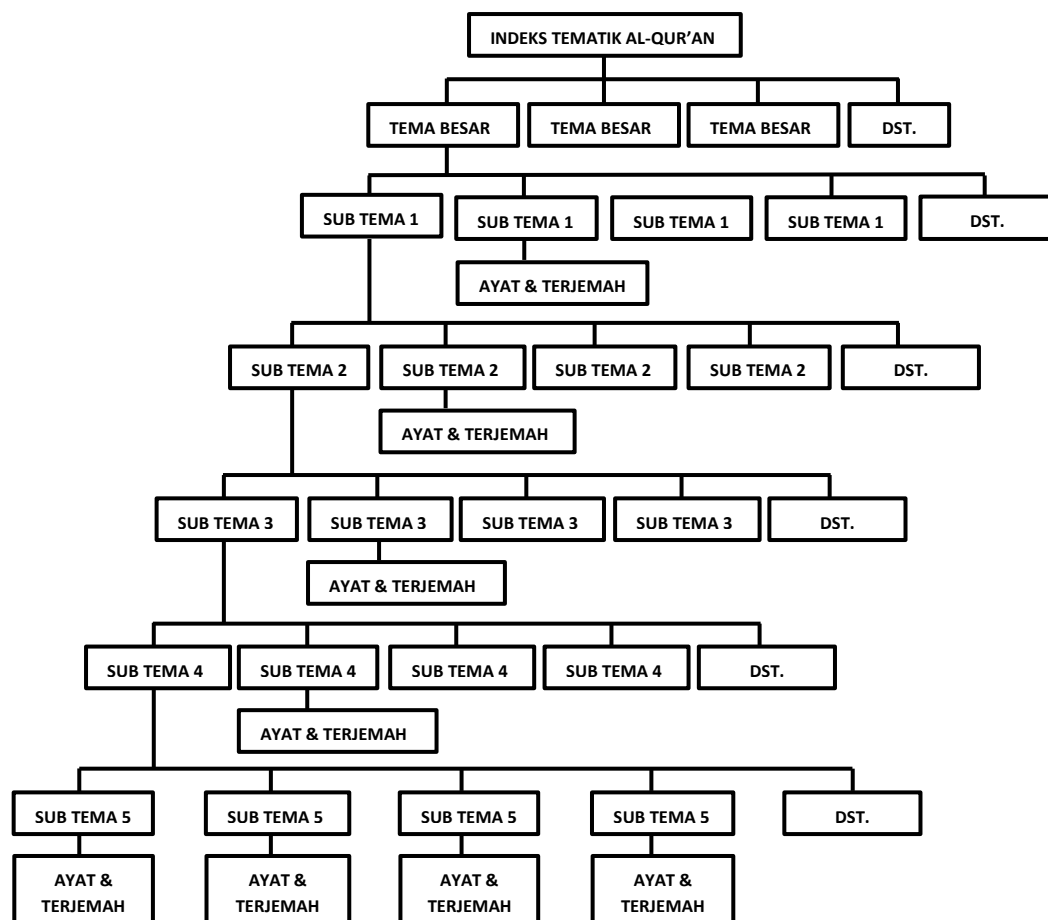 INDEKS TEMATIK AL-QUR’AN
TEMA BESAR
TEMA BESAR
TEMA BESAR
DST.
SUB TEMA 1
SUB TEMA 1
SUB TEMA 1
SUB TEMA 1
DST.
AYAT & TERJEMAH
SUB TEMA 2
SUB TEMA 2
SUB TEMA 2
SUB TEMA 2
DST.
AYAT & TERJEMAH
SUB TEMA 3
SUB TEMA 3
SUB TEMA 3
SUB TEMA 3
DST.
AYAT & TERJEMAH
SUB TEMA 4
SUB TEMA 4
SUB TEMA 4
SUB TEMA 4
DST.
AYAT & TERJEMAH
SUB TEMA 5
SUB TEMA 5
SUB TEMA 5
SUB TEMA 5
DST.
AYAT &
TERJEMAH
AYAT &
TERJEMAH
AYAT &
TERJEMAH
AYAT &
TERJEMAH